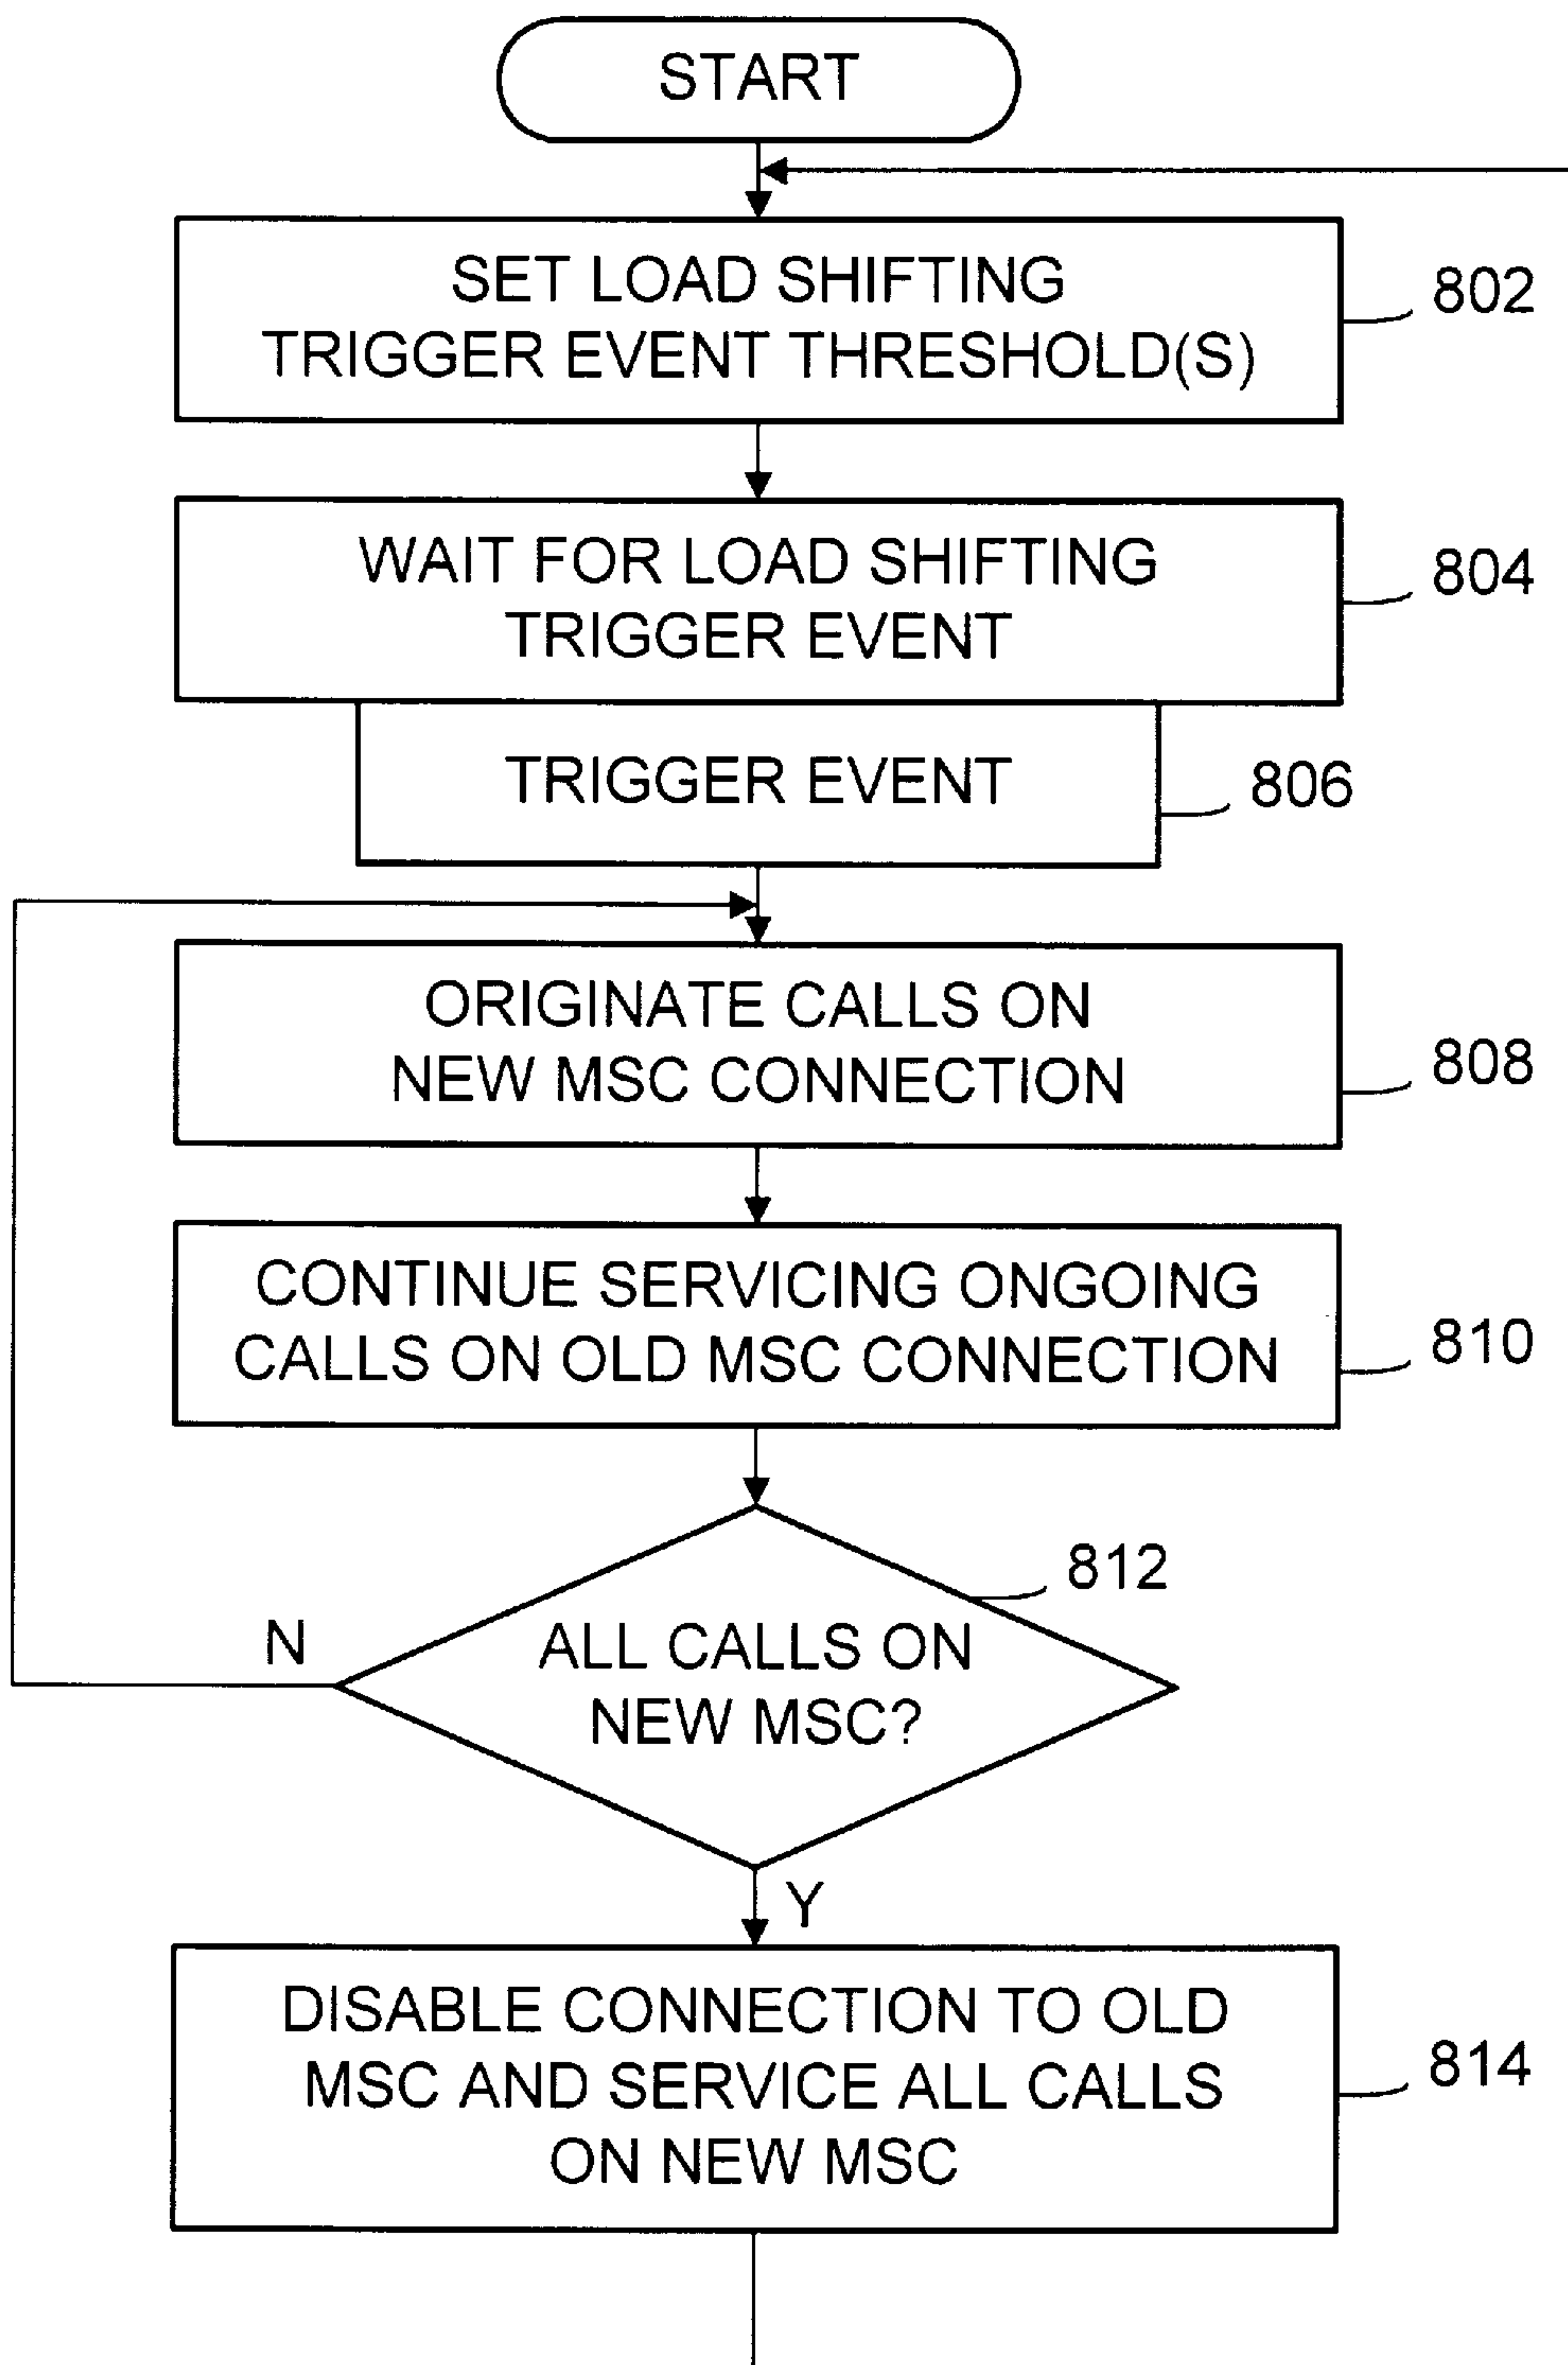 START
SET LOAD SHIFTING
TRIGGER EVENT THRESHOLD(S)
802
WAIT FOR LOAD SHIFTING
TRIGGER EVENT
804
TRIGGER EVENT
806
ORIGINATE CALLS ON
NEW MSC CONNECTION
808
CONTINUE SERVICING ONGOING
CALLS ON OLD MSC CONNECTION
810
812
ALL CALLS ON
NEW MSC?
N
Y
DISABLE CONNECTION TO OLD
MSC AND SERVICE ALL CALLS
ON NEW MSC
814